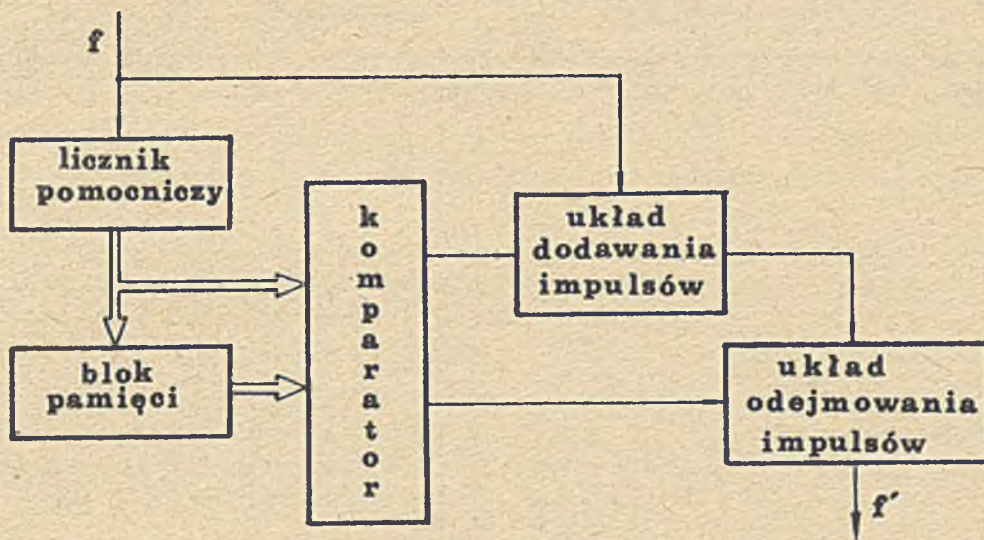 f
licznik
pomocniczy
blok
pamięci
k
o
m
p
a
r
a
t
o
r
układ
dodawania
impulsów
układ
odejmowania
impulsów
f´